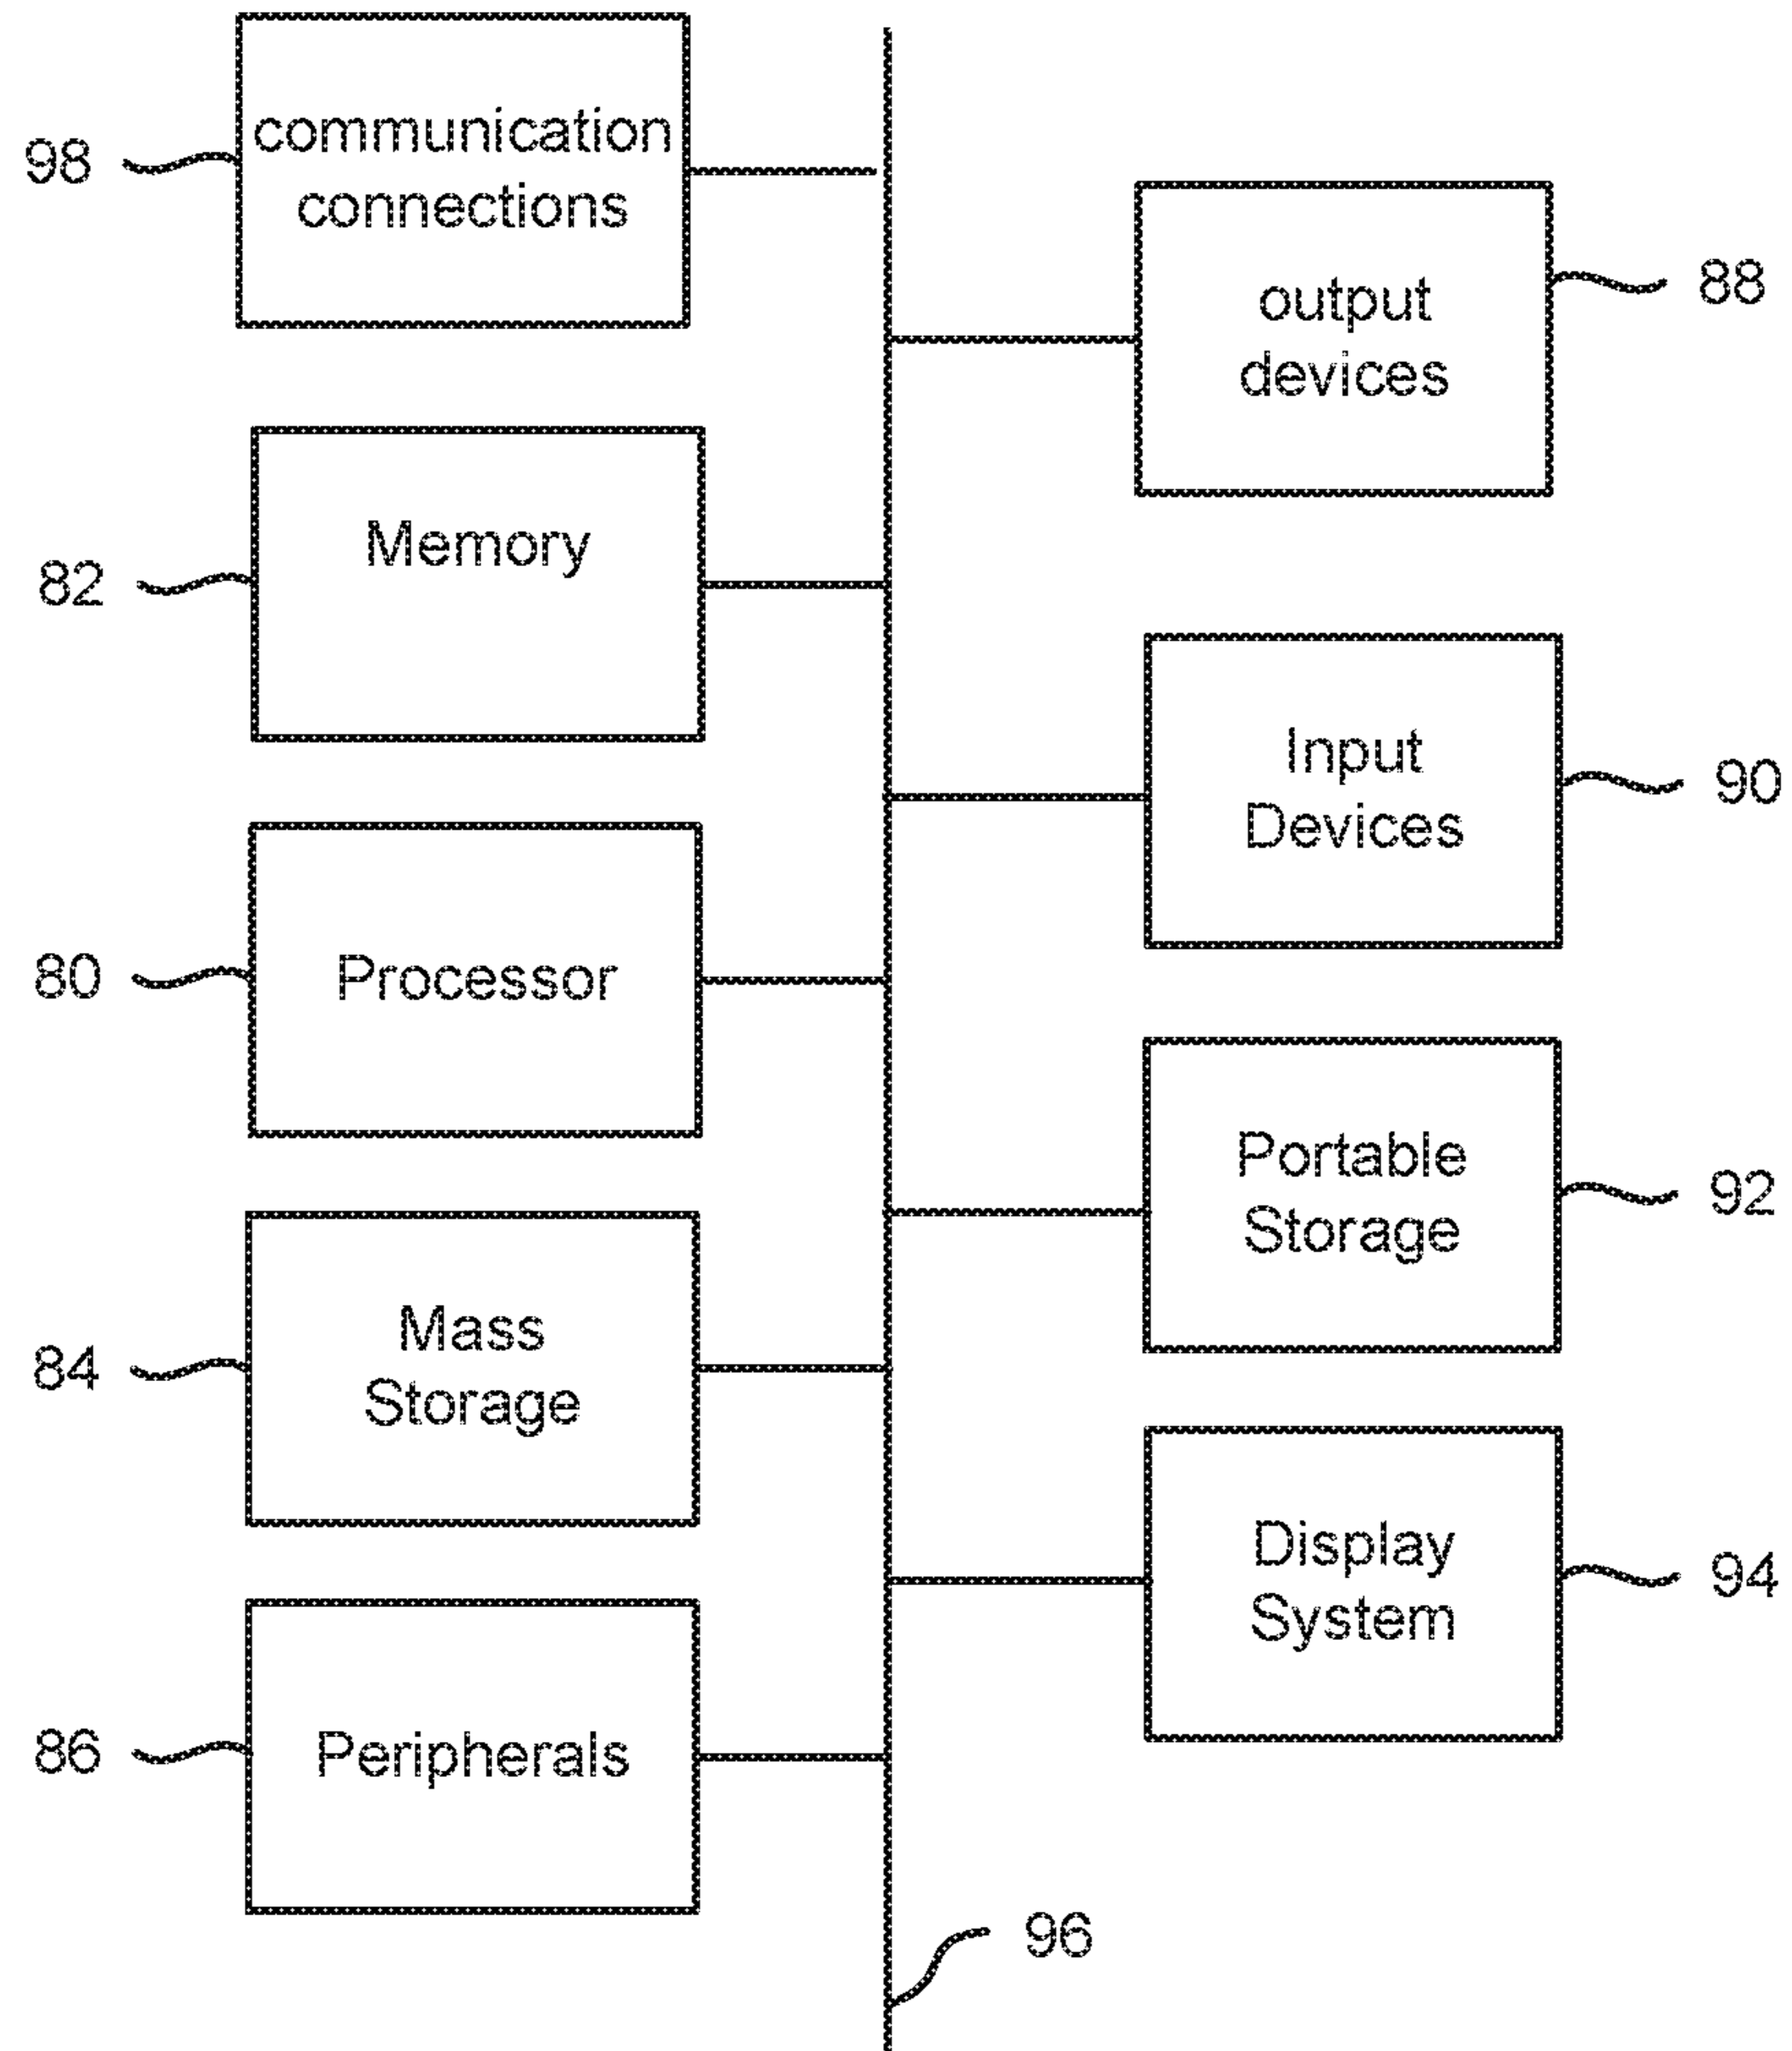 98
communication
connections
output
devices
88
Memory
82
Input
Devices
90
Processor
80
Portable
Storage
92
Mass
Storage
84
Display
System
94
Peripherals
86
96